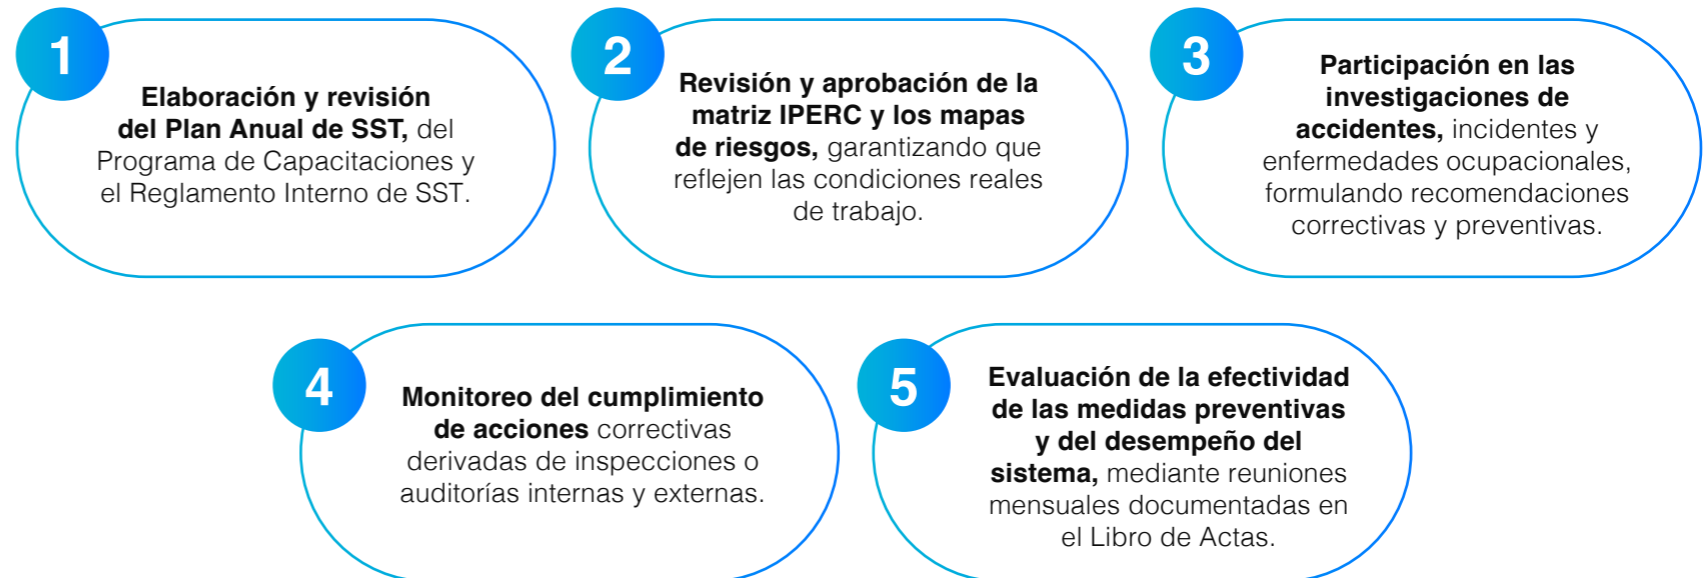 1
Elaboración y revisión
del Plan Anual de SST, del
Programa de Capacitaciones y
el Reglamento Interno de SST.
2
Revisión y aprobación de la
matriz IPERC y los mapas
de riesgos, garantizando que
reflejen las condiciones reales
de trabajo.
3
Participación en las
investigaciones de
accidentes, incidentes y
enfermedades ocupacionales,
formulando recomendaciones
correctivas y preventivas.
4
Monitoreo del cumplimiento
de acciones correctivas
derivadas de inspecciones o
auditorías internas y externas.
5
Evaluación de la efectividad
de las medidas preventivas
y del desempeño del
sistema, mediante reuniones
mensuales documentadas en
el Libro de Actas.